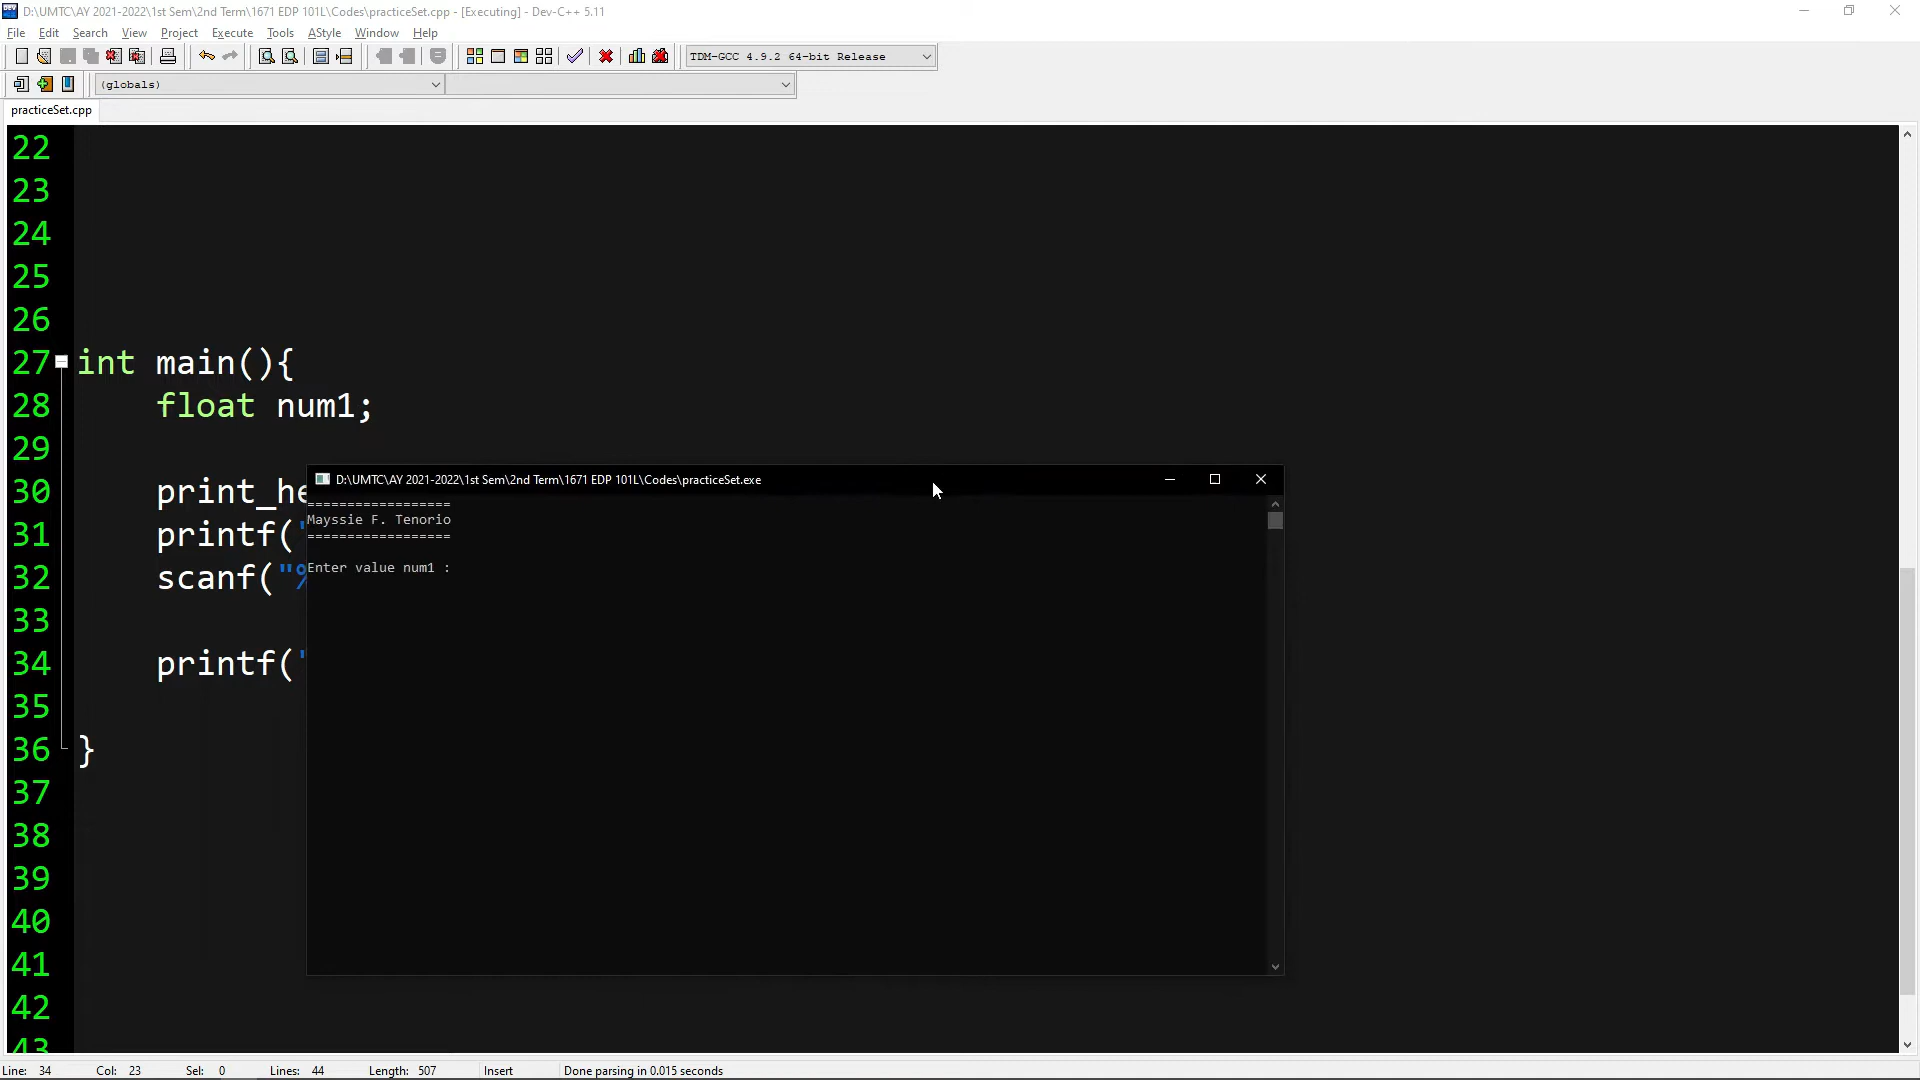 D:\UMTC\AY 2021-2022\1st Sem\2nd Term\1671 EDP 101L\Codes\practiceSet.cpp - [Executing] - Dev-C++ 5.11
File Edit Search View Project Execute Tools AStyle Window Help
TDM-GCC 4.9.2 64-bit Release
(globals)
practiceSet.cpp
22
23
24
25
26
27 int main(){
28 float num1;
29
30 print_he
31 printf("
32 scanf("%
33
34 printf("
35
36 }
37
38
39
40
41
42
43
D:\UMTC\AY 2021-2022\1st Sem\2nd Term\1671 EDP 101L\Codes\practiceSet.exe
==================
Mayssie F. Tenorio
==================
Enter value num1 :
Line: 34 Col: 23 Sel: 0 Lines: 44 Length: 507 Insert Done parsing in 0.015 seconds